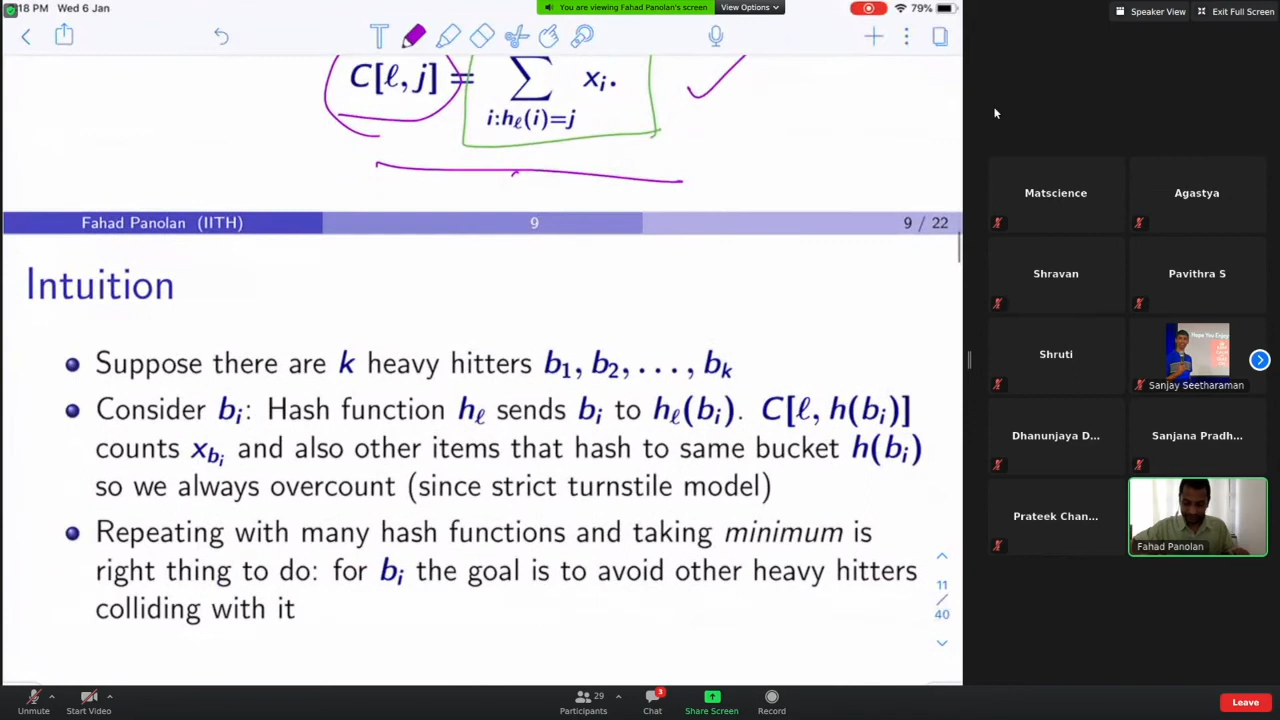 18 PM Wed 6 Jan
You are viewing Fahad Panolan's screen View Options
79%
Speaker View Exit Full Screen
C[ℓ, j] = ∑ xᵢ.
i:hℓ(i)=j
Fahad Panolan (IITH) 9 9 / 22
Intuition
Suppose there are k heavy hitters b₁, b₂, . . . , bₖ
Consider bᵢ: Hash function hℓ sends bᵢ to hℓ(bᵢ). C[ℓ, h(bᵢ)]
counts x_bᵢ and also other items that hash to same bucket h(bᵢ)
so we always overcount (since strict turnstile model)
Repeating with many hash functions and taking minimum is
right thing to do: for bᵢ the goal is to avoid other heavy hitters
colliding with it
11
/
40
Matscience
Agastya
Shravan
Pavithra S
Shruti
Hope You Enjoy
Sanjay Seetharaman
Dhanunjaya D...
Sanjana Pradh...
Prateek Chan...
Fahad Panolan
Unmute
Start Video
29
Participants
3
Chat
Share Screen
Record
Leave